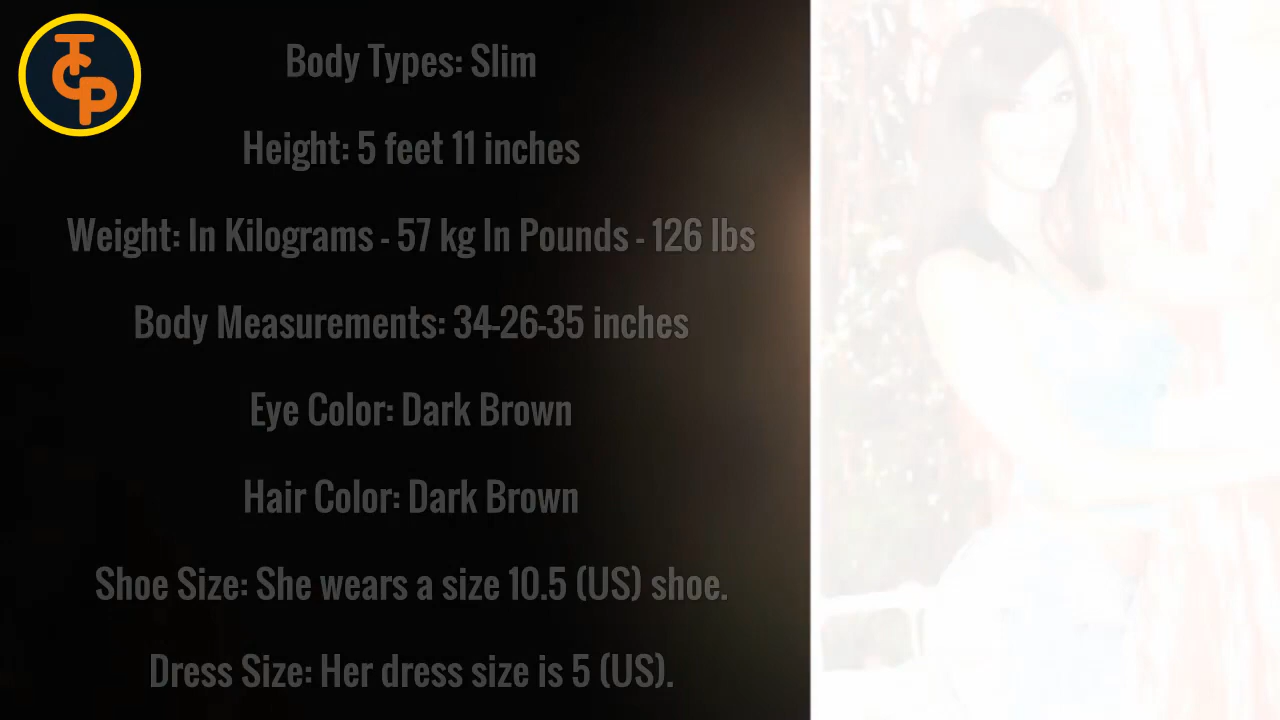 TCP
Body Types: Slim
Height: 5 feet 11 inches
Weight: In Kilograms - 57 kg In Pounds - 126 lbs
Body Measurements: 34-26-35 inches
Eye Color: Dark Brown
Hair Color: Dark Brown
Shoe Size: She wears a size 10.5 (US) shoe.
Dress Size: Her dress size is 5 (US).